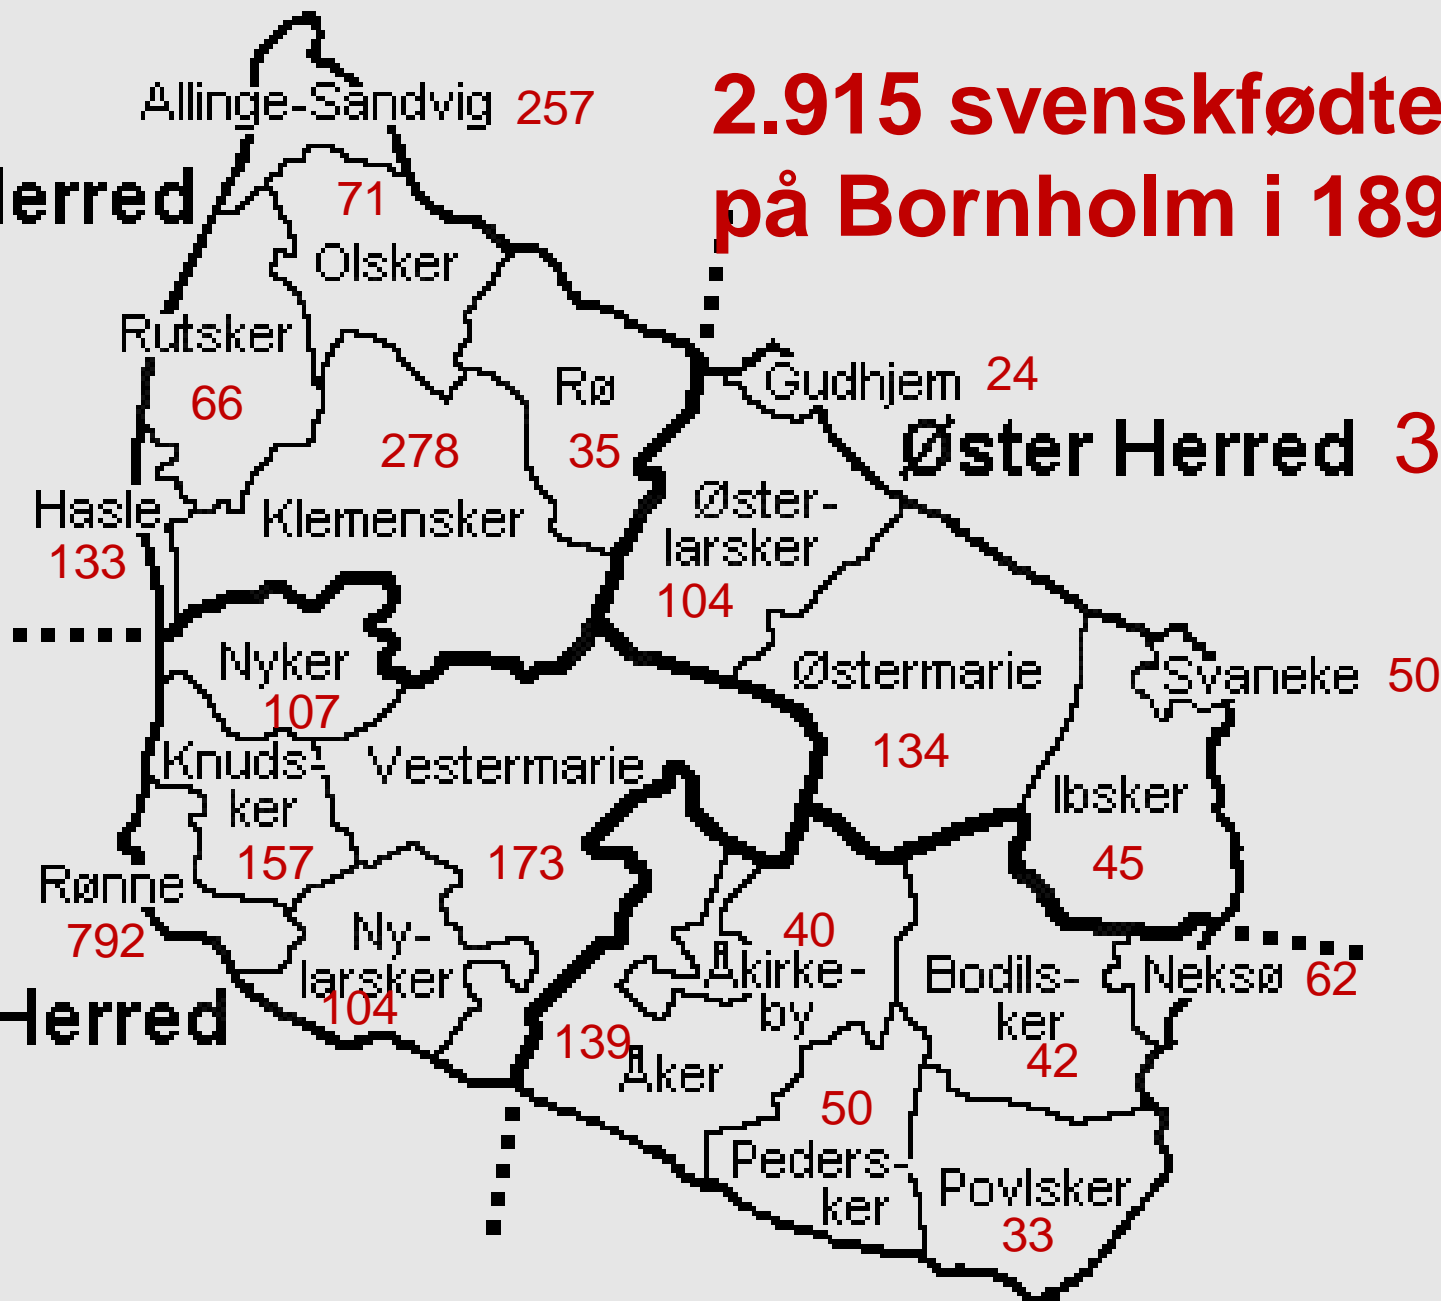 2.915 svenskfødte
på Bornholm i 189
Allinge-Sandvig 257
Herred
71
Olsker
Rutsker
66
Rø
35
Gudhjem 24
278
Klemensker
Øster Herred 3
Hasle
133
Øster-
larsker
104
Nyker
107
Østermarie
134
Svaneke 50
Knuds-
ker
157
Vestermarie
173
Ibsker
45
Rønne
792
Ny-
larsker
104
40
Åkirke-
by
Bodils-
ker
42
Neksø 62
Herred
139
Åker
50
Peders-
ker
Povlsker
33